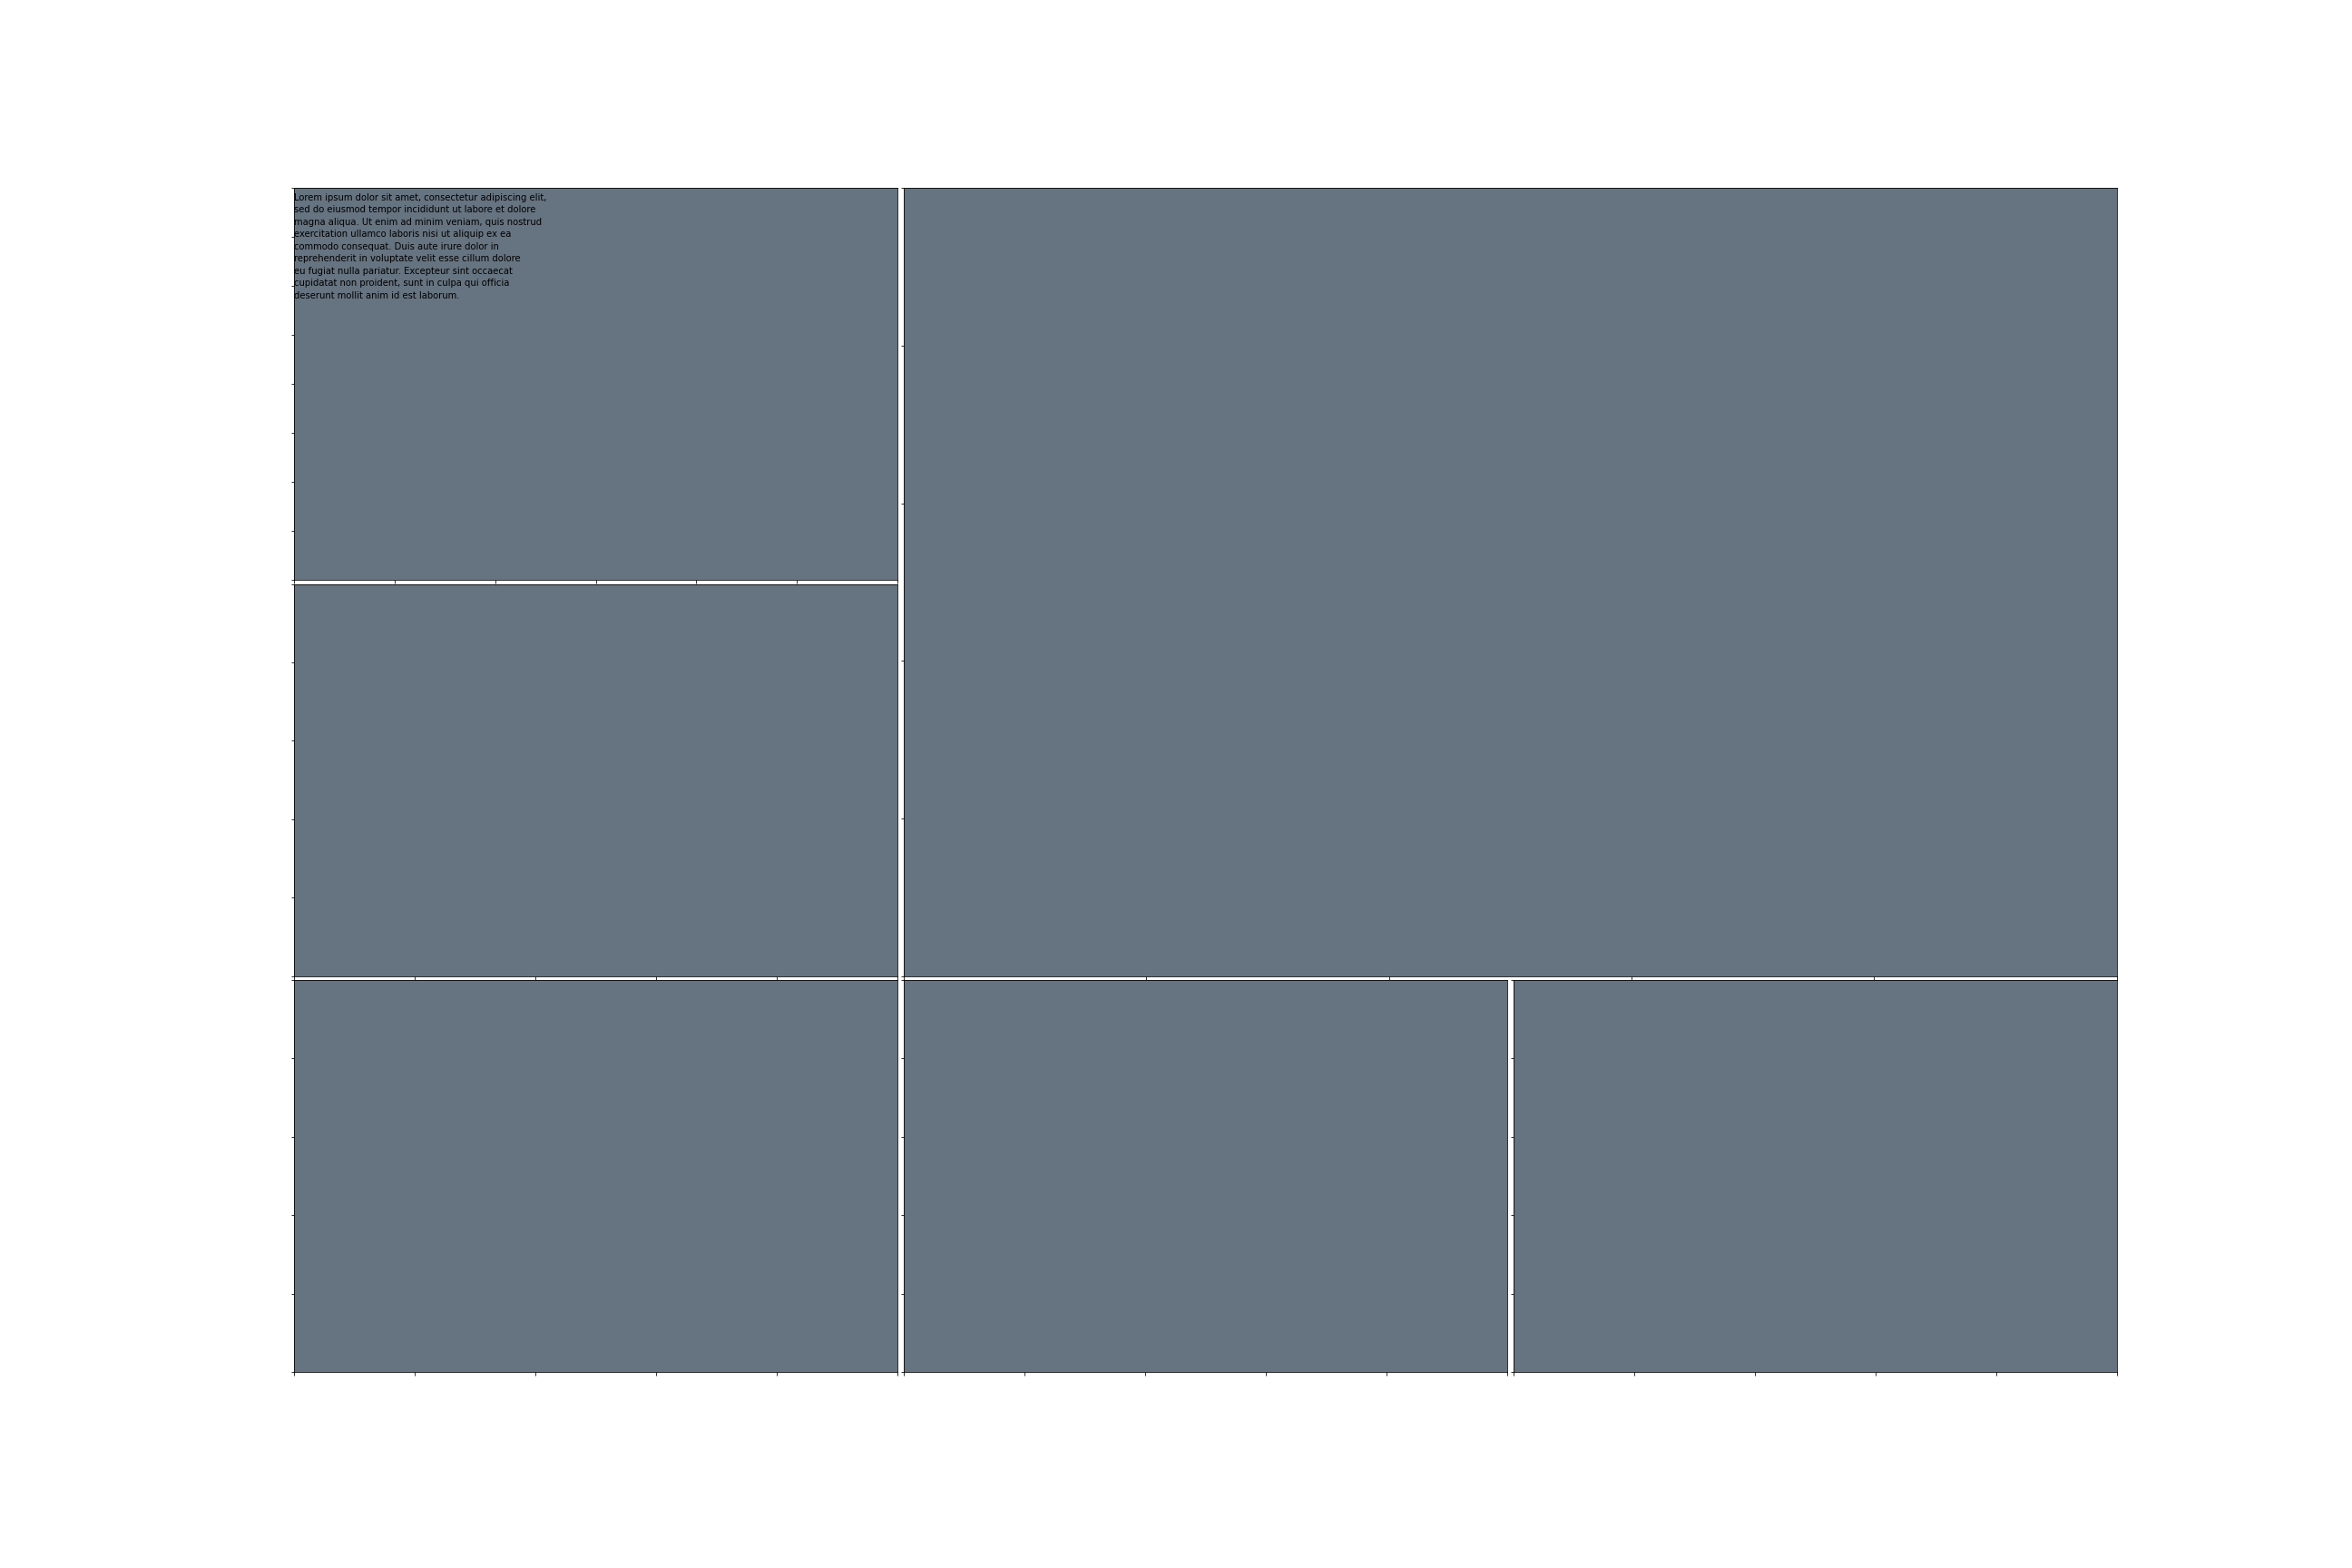 Lorem ipsum dolor sit amet, consectetur adipiscing elit,
sed do eiusmod tempor incididunt ut labore et dolore
magna aliqua. Ut enim ad minim veniam, quis nostrud
exercitation ullamco laboris nisi ut aliquip ex ea
commodo consequat. Duis aute irure dolor in
reprehenderit in voluptate velit esse cillum dolore
eu fugiat nulla pariatur. Excepteur sint occaecat
cupidatat non proident, sunt in culpa qui officia
deserunt mollit anim id est laborum.